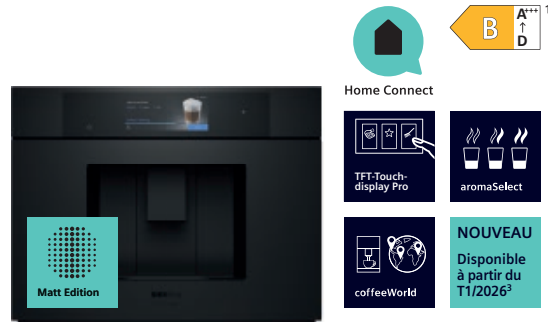 Home Connect
B
A+++
↑
D
1
TFT-Touch-
display Pro
aromaSelect
Matt Edition
coffeeWorld
NOUVEAU
Disponible
à partir du
T1/2026³